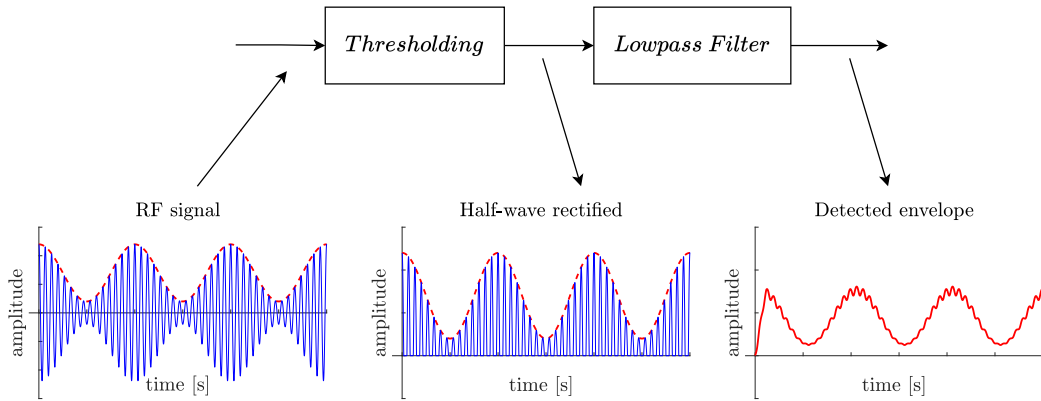 Thresholding
Lowpass Filter
RF signal
Half-wave rectified
Detected envelope
amplitude
time [s]
amplitude
time [s]
amplitude
time [s]